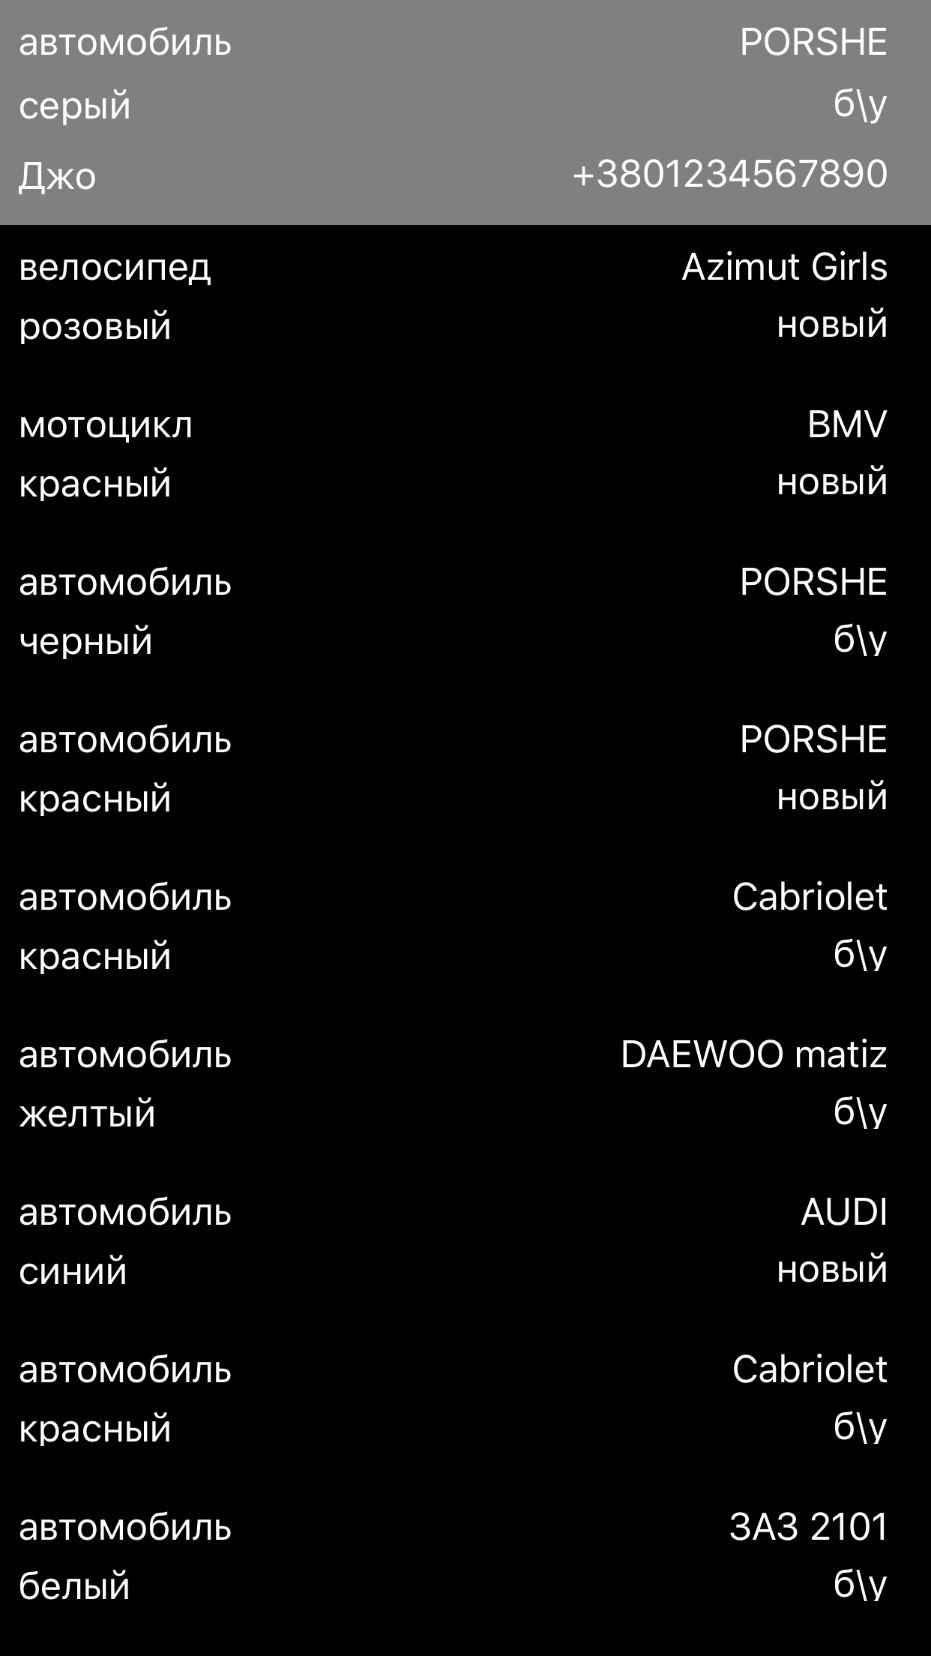 автомобиль PORSHE
серый б\у
Джо +3801234567890
велосипед Azimut Girls
розовый новый
мотоцикл BMV
красный новый
автомобиль PORSHE
черный б\у
автомобиль PORSHE
красный новый
автомобиль Cabriolet
красный б\у
автомобиль DAEWOO matiz
желтый б\у
автомобиль AUDI
синий новый
автомобиль Cabriolet
красный б\у
автомобиль ЗАЗ 2101
белый б\у